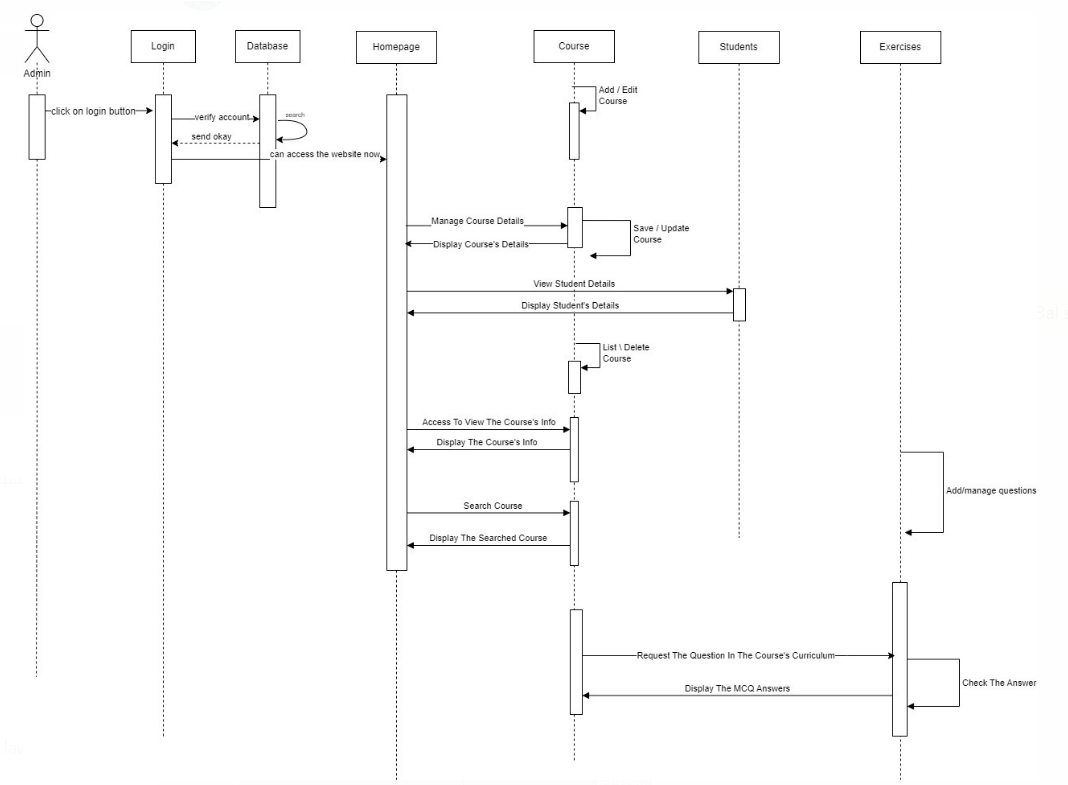 Admin
Login
Database
Homepage
Course
Students
Exercises
Add / Edit
Course
click on login button
verify account
search
send okay
can access the website now
Manage Course Details
Save / Update
Course
Display Course's Details
View Student Details
Display Student's Details
List \ Delete
Course
Access To View The Course's Info
Display The Course's Info
Add/manage questions
Search Course
Display The Searched Course
Request The Question In The Course's Curriculum
Check The Answer
Display The MCQ Answers